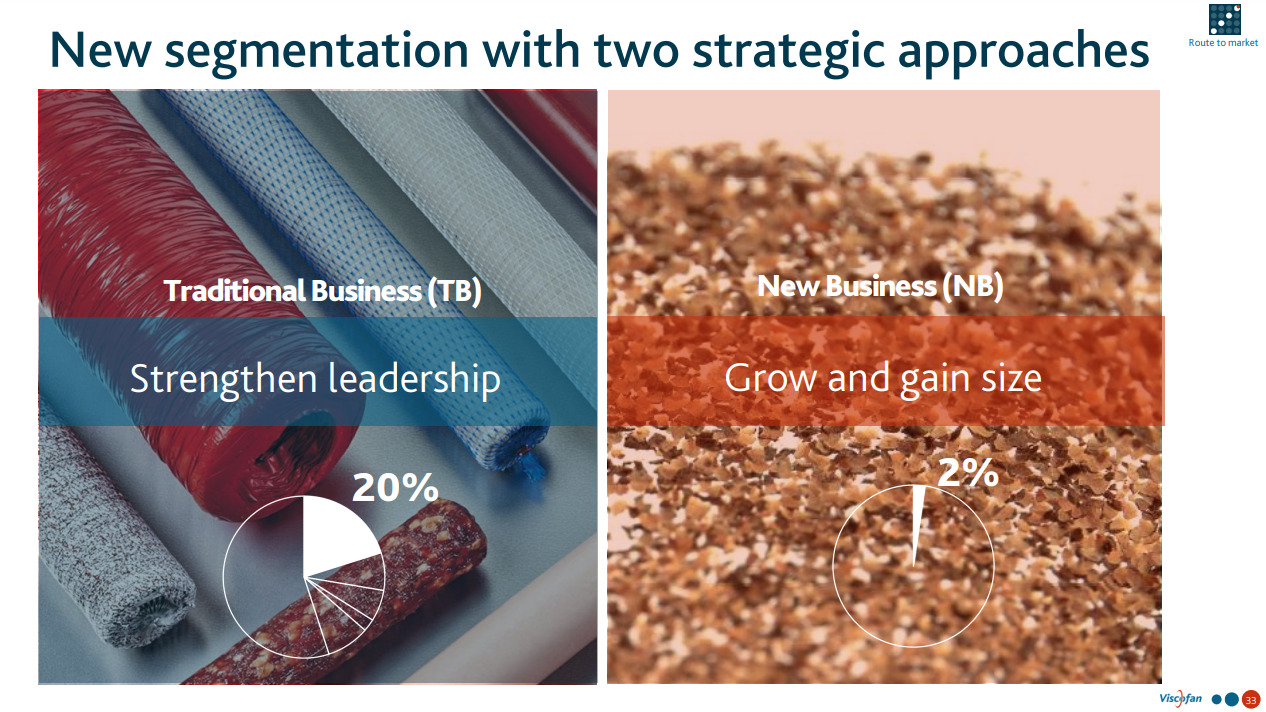 New segmentation with two strategic approaches
Route to market
Traditional Business (TB)
Strengthen leadership
20%
New Business (NB)
Grow and gain size
2%
Viscofan
33